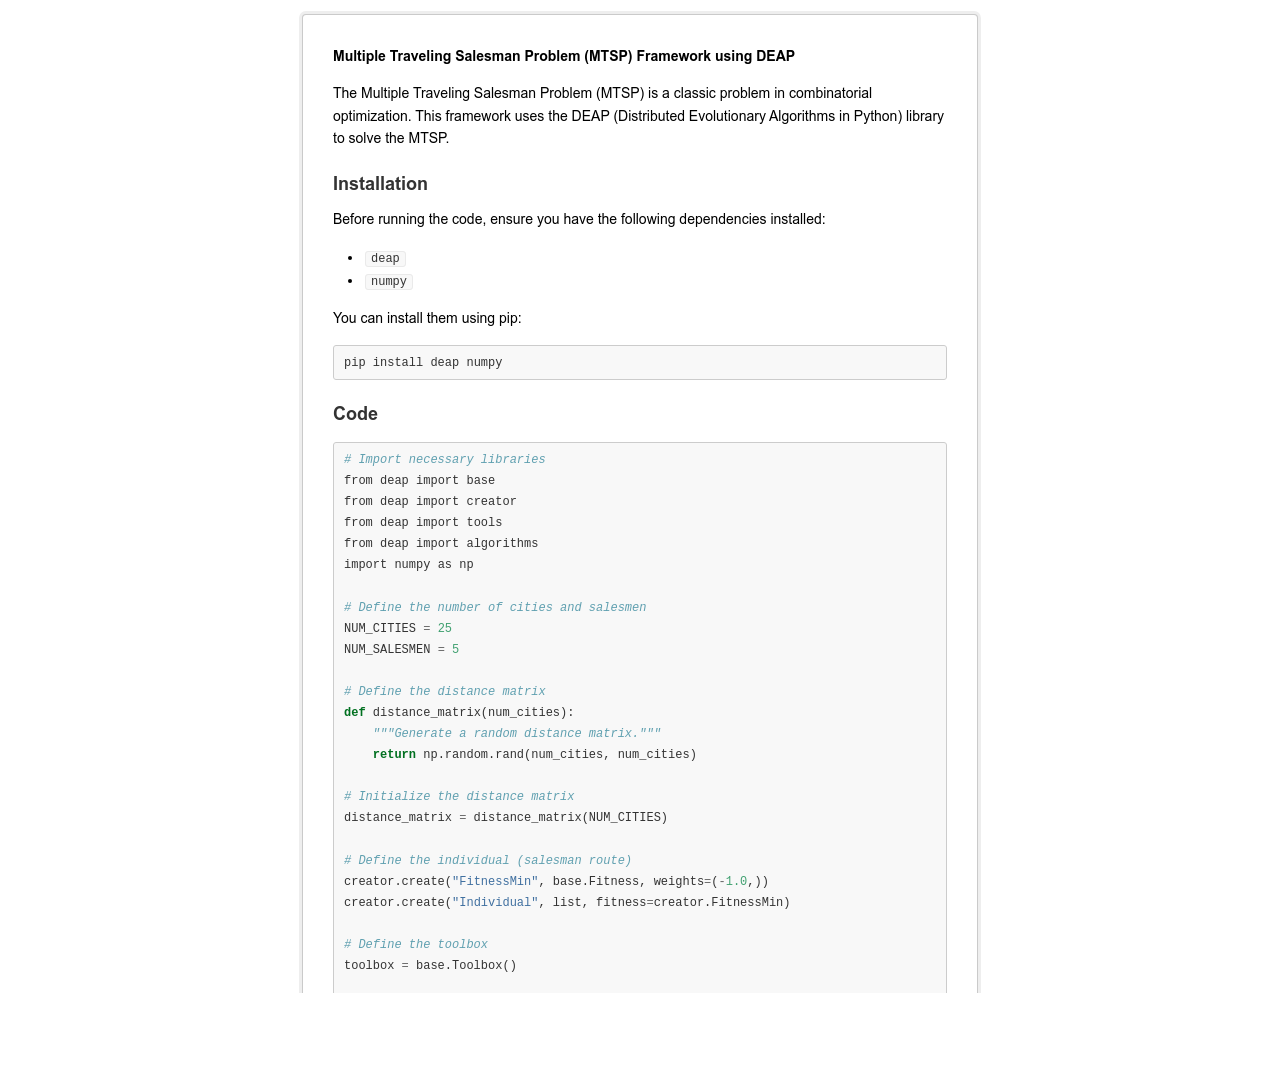 Multiple Traveling Salesman Problem (MTSP) Framework using DEAP
The Multiple Traveling Salesman Problem (MTSP) is a classic problem in combinatorial
optimization. This framework uses the DEAP (Distributed Evolutionary Algorithms in Python) library
to solve the MTSP.
Installation
Before running the code, ensure you have the following dependencies installed:
• deap
• numpy
You can install them using pip:
pip install deap numpy
Code
# Import necessary libraries
from deap import base
from deap import creator
from deap import tools
from deap import algorithms
import numpy as np

# Define the number of cities and salesmen
NUM_CITIES = 25
NUM_SALESMEN = 5

# Define the distance matrix
def distance_matrix(num_cities):
    """Generate a random distance matrix."""
    return np.random.rand(num_cities, num_cities)

# Initialize the distance matrix
distance_matrix = distance_matrix(NUM_CITIES)

# Define the individual (salesman route)
creator.create("FitnessMin", base.Fitness, weights=(-1.0,))
creator.create("Individual", list, fitness=creator.FitnessMin)

# Define the toolbox
toolbox = base.Toolbox()